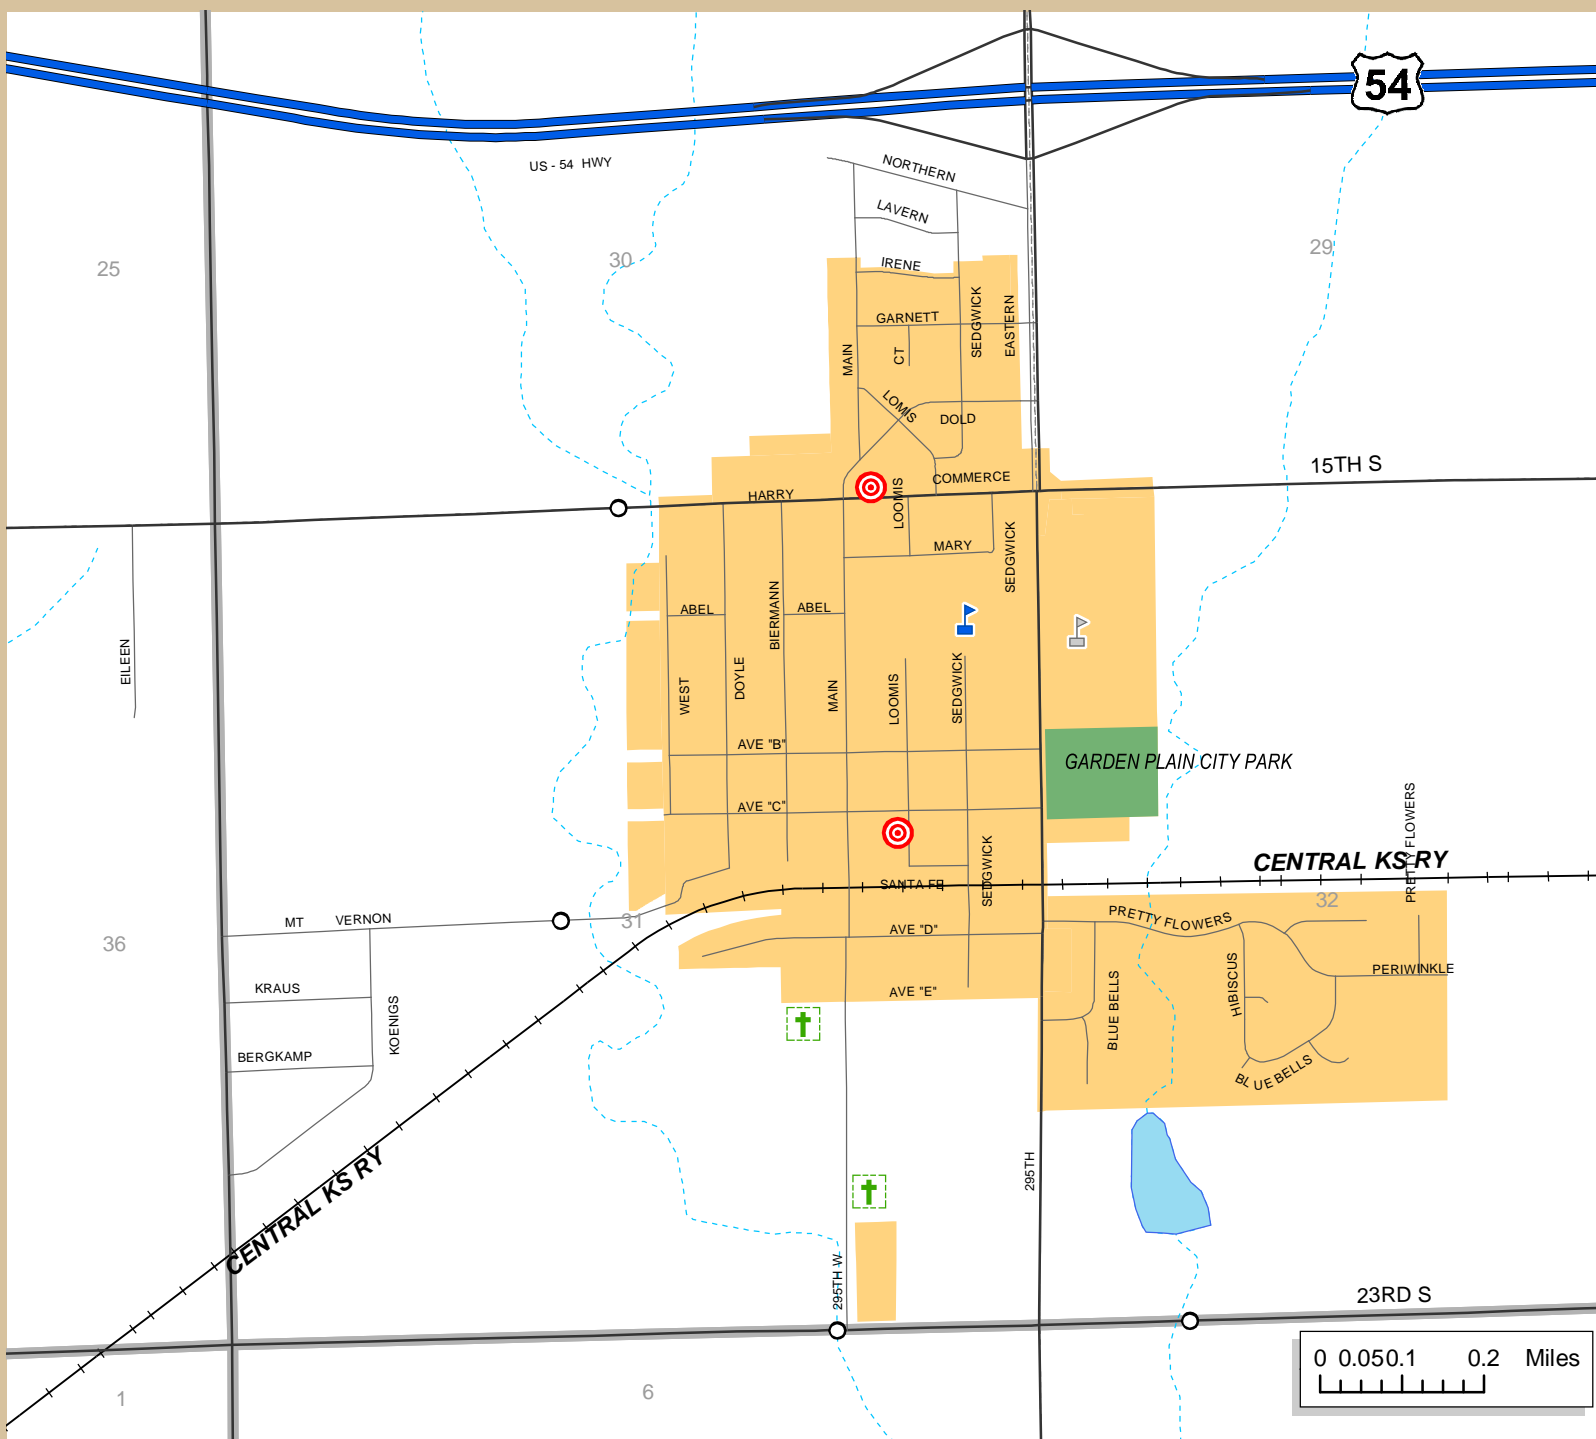 54
US - 54 HWY
NORTHERN
LAVERN
25
30
29
IRENE
GARNETT
SEDGWICK
EASTERN
MAIN
CT
LOMIS
DOLD
15TH S
COMMERCE
HARRY
LOOMIS
MARY
SEDGWICK
ABEL
ABEL
BIERMANN
EILEEN
WEST
DOYLE
MAIN
LOOMIS
SEDGWICK
AVE "B"
GARDEN PLAIN CITY PARK
AVE "C"
PRETTY FLOWERS
CENTRAL KS RY
SEDGWICK
SANTA FE
32
MT VERNON
31
PRETTY FLOWERS
AVE "D"
36
PERIWINKLE
KRAUS
AVE "E"
HIBISCUS
BLUE BELLS
KOENIGS
BERGKAMP
BLUE BELLS
CENTRAL KS RY
295TH
295TH W
23RD S
0 0.05 0.1 0.2 Miles
1
6